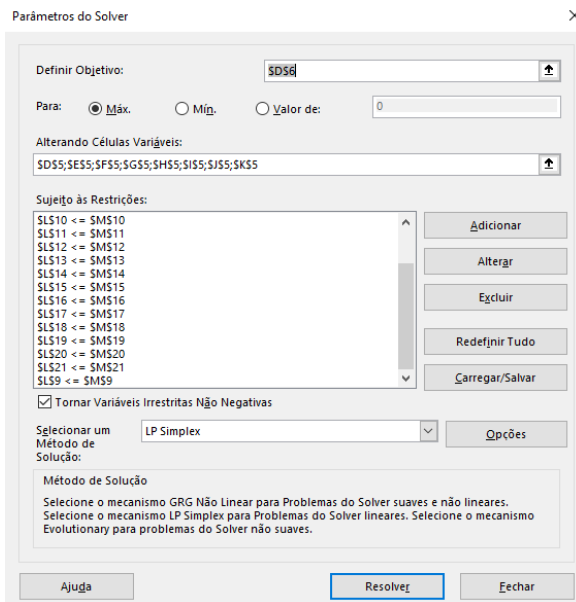 Parâmetros do Solver
Definir Objetivo:
$D$6
Para:
Máx.
Mín.
Valor de:
0
Alterando Células Variáveis:
$D$5;$E$5;$F$5;$G$5;$H$5;$I$5;$J$5;$K$5
Sujeito às Restrições:
$L$10 <= $M$10
$L$11 <= $M$11
$L$12 <= $M$12
$L$13 <= $M$13
$L$14 <= $M$14
$L$15 <= $M$15
$L$16 <= $M$16
$L$17 <= $M$17
$L$18 <= $M$18
$L$19 <= $M$19
$L$20 <= $M$20
$L$21 <= $M$21
$L$9 <= $M$9
Adicionar
Alterar
Excluir
Redefinir Tudo
Carregar/Salvar
Tornar Variáveis Irrestritas Não Negativas
Selecionar um
Método de
Solução:
LP Simplex
Opções
Método de Solução
Selecione o mecanismo GRG Não Linear para Problemas do Solver suaves e não lineares.
Selecione o mecanismo LP Simplex para Problemas do Solver lineares. Selecione o mecanismo
Evolutionary para problemas do Solver não suaves.
Ajuda
Resolver
Fechar